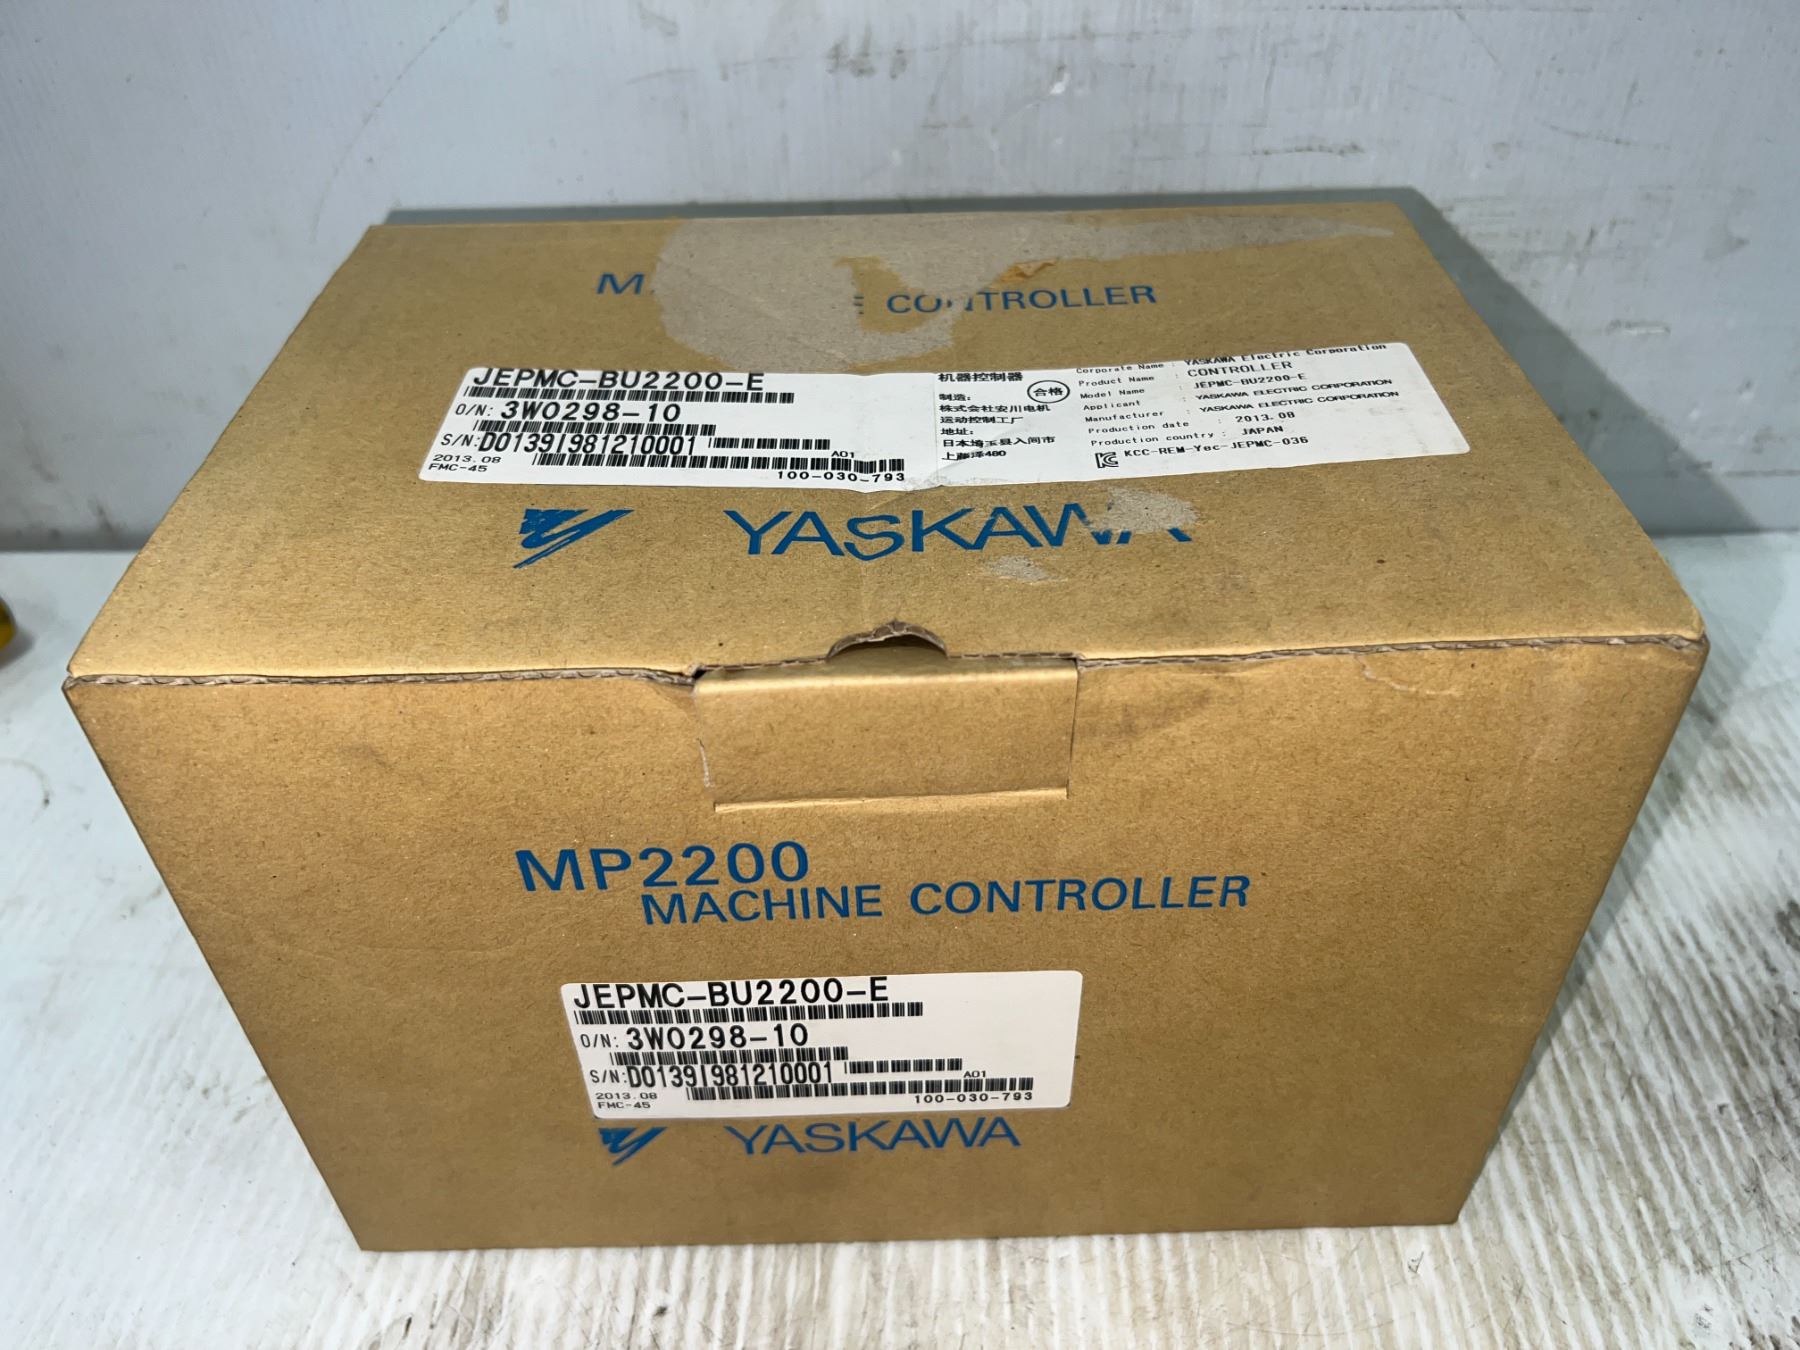 CONTROLLER
JEPMC-BU2200-E
O/N: 3W0298-10
S/N:D0139I981210001
A01
2013.08
FMC-45
100-030-793
机器控制器
合格
制造:
株式会社安川电机
运动控制工厂
地址:
日本埼玉县入间市
上藤泽480
Corporate Name : YASKAWA Electric Corporation
Product Name : CONTROLLER
Model Name : JEPMC-BU2200-E
Applicant : YASKAWA ELECTRIC CORPORATION
Manufacturer : YASKAWA ELECTRIC CORPORATION
Production date : 2013.08
Production country : JAPAN
KCC-REM-Y8c-JEPMC-036
YASKAWA
MP2200
MACHINE CONTROLLER
JEPMC-BU2200-E
O/N: 3W0298-10
S/N:D0139I981210001
A01
2013.08
FMC-45
100-030-793
YASKAWA